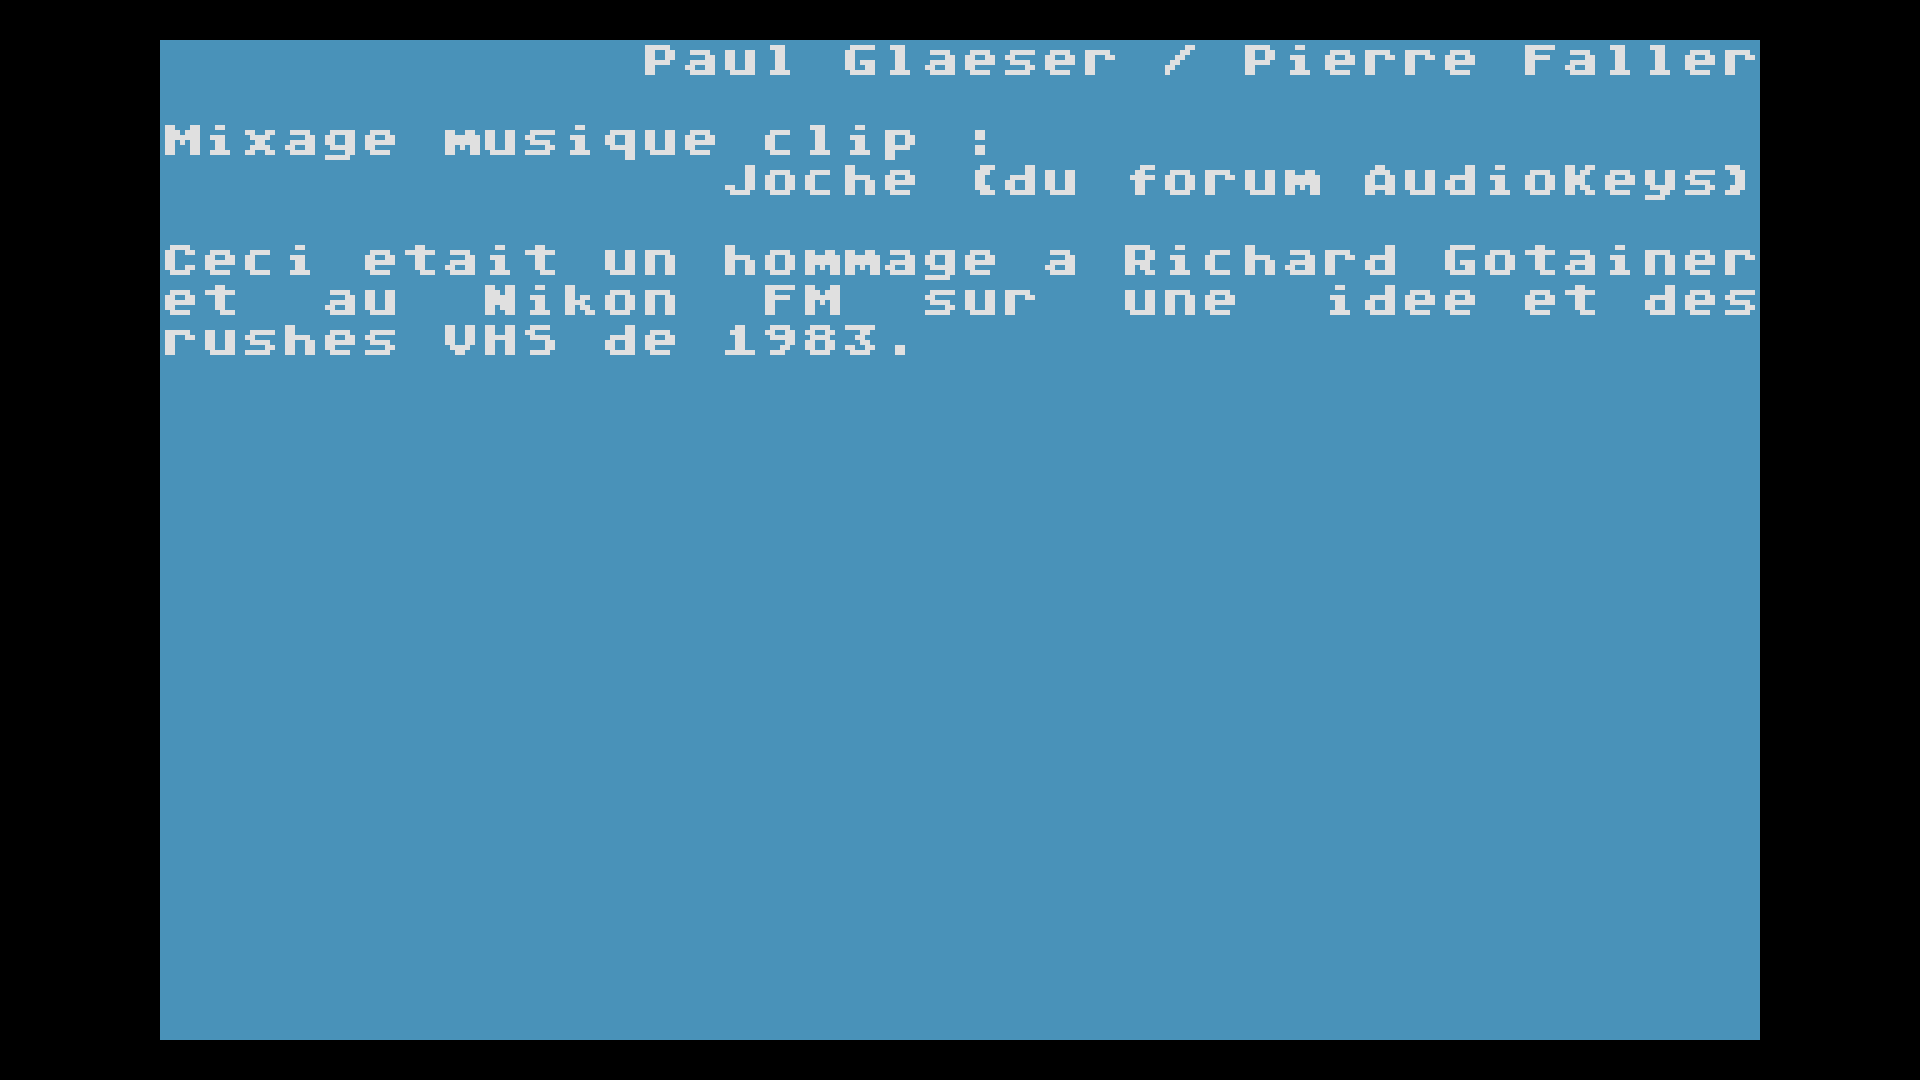 Paul Glaeser / Pierre Faller
Mixage musique clip :
Joche (du forum AudioKeys)
Ceci etait un hommage a Richard Gotainer
et au Nikon FM sur une idee et des
rushes VHS de 1983.